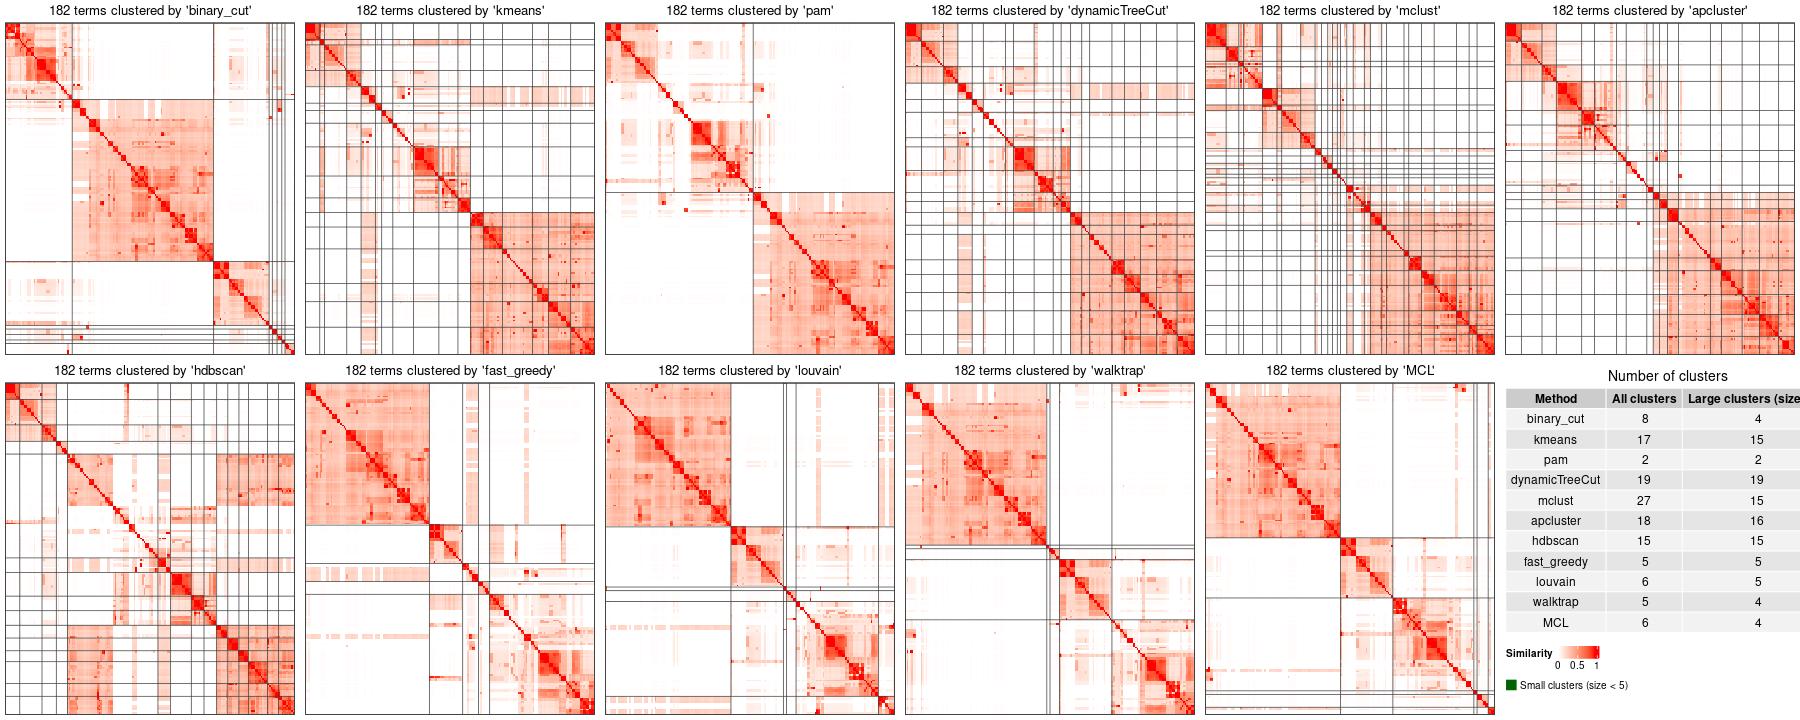 182 terms clustered by 'binary_cut'
182 terms clustered by 'kmeans'
182 terms clustered by 'pam'
182 terms clustered by 'dynamicTreeCut'
182 terms clustered by 'mclust'
182 terms clustered by 'apcluster'
182 terms clustered by 'hdbscan'
182 terms clustered by 'fast_greedy'
182 terms clustered by 'louvain'
182 terms clustered by 'walktrap'
182 terms clustered by 'MCL'
Number of clusters
Method All clusters Large clusters (size
binary_cut 8 4
kmeans 17 15
pam 2 2
dynamicTreeCut 19 19
mclust 27 15
apcluster 18 16
hdbscan 15 15
fast_greedy 5 5
louvain 6 5
walktrap 5 4
MCL 6 4
Similarity
0 0.5 1
Small clusters (size < 5)